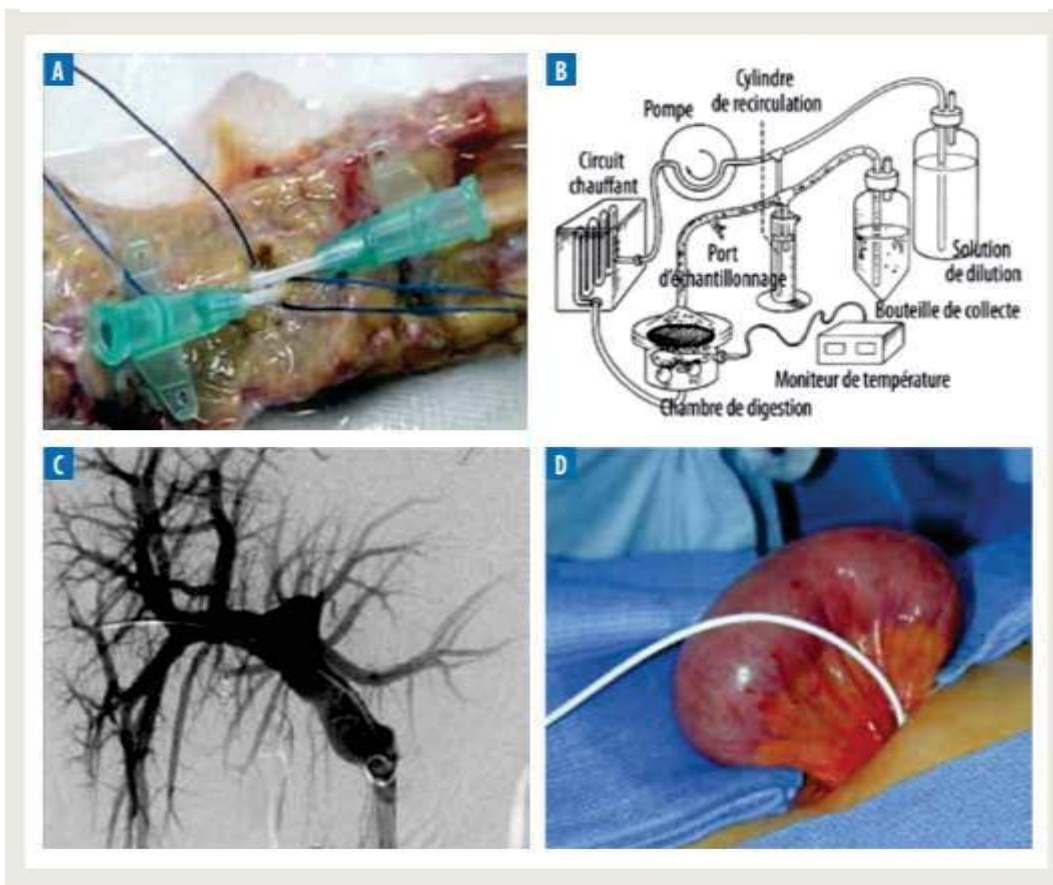 A
B
Cylindre
de recirculation
Pompe
Circuit
chauffant
Port
d'échantillonnage
Solution
de dilution
Bouteille de collecte
Moniteur de température
Chambre de digestion
C
D